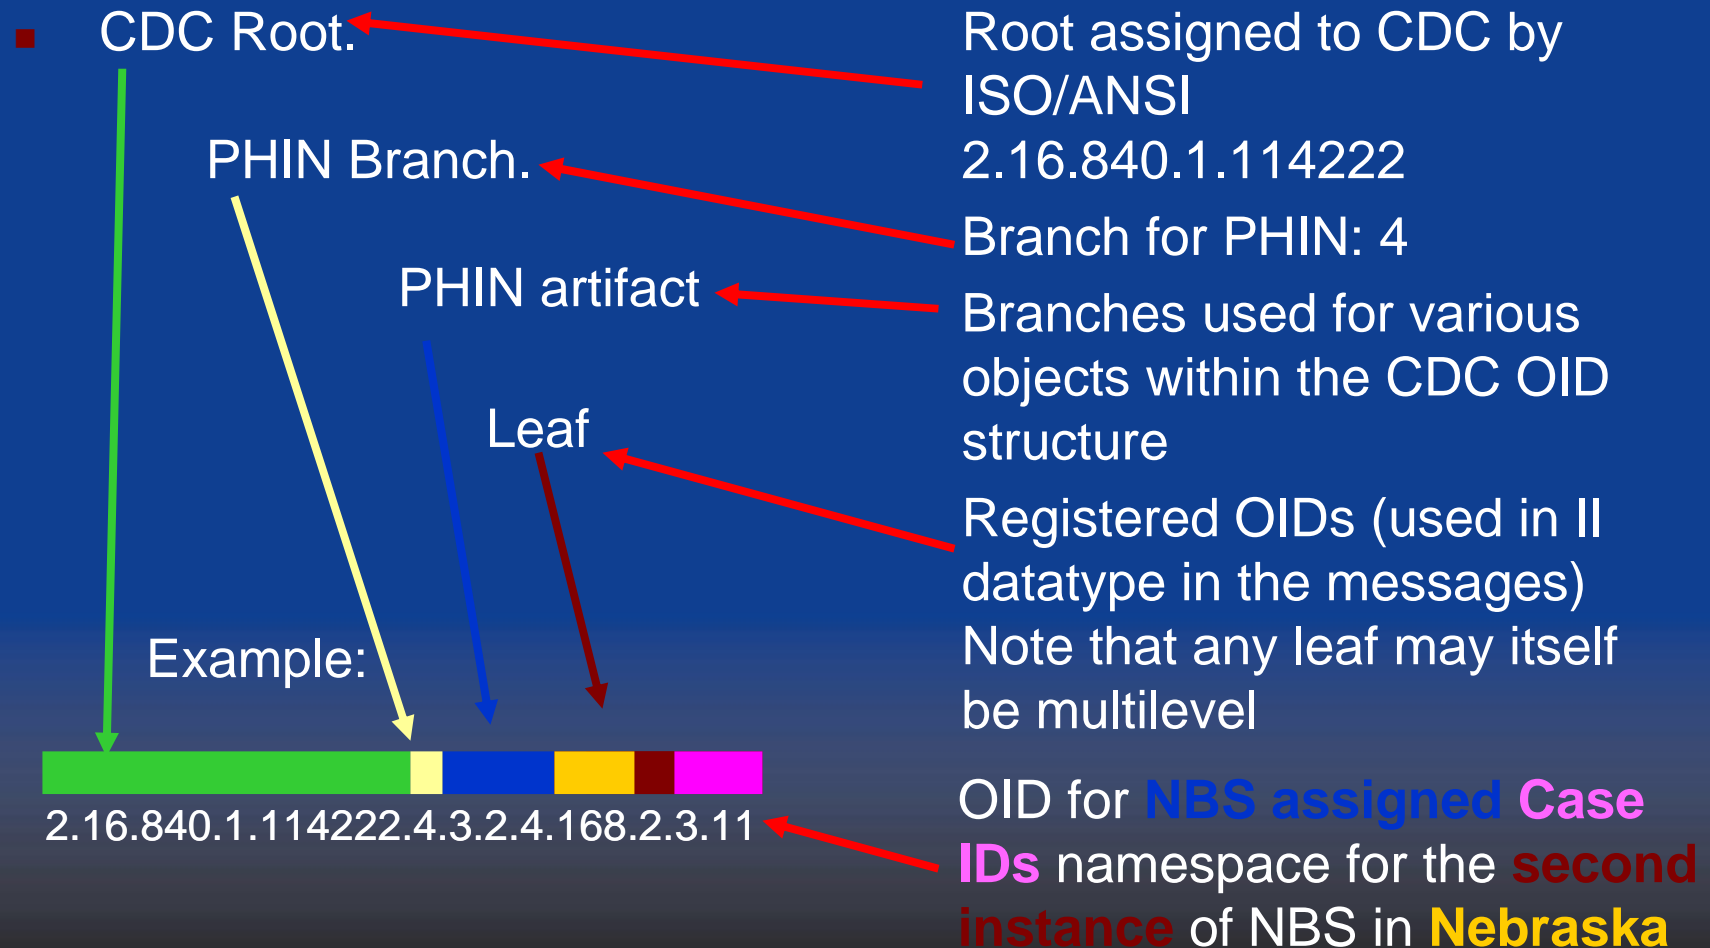 CDC Root.
PHIN Branch.
PHIN artifact
Leaf
Example:
2.16.840.1.114222.4.3.2.4.168.2.3.11
Root assigned to CDC by
ISO/ANSI
2.16.840.1.114222
Branch for PHIN: 4
Branches used for various
objects within the CDC OID
structure
Registered OIDs (used in II
datatype in the messages)
Note that any leaf may itself
be multilevel
OID for NBS assigned Case
IDs namespace for the second
instance of NBS in Nebraska